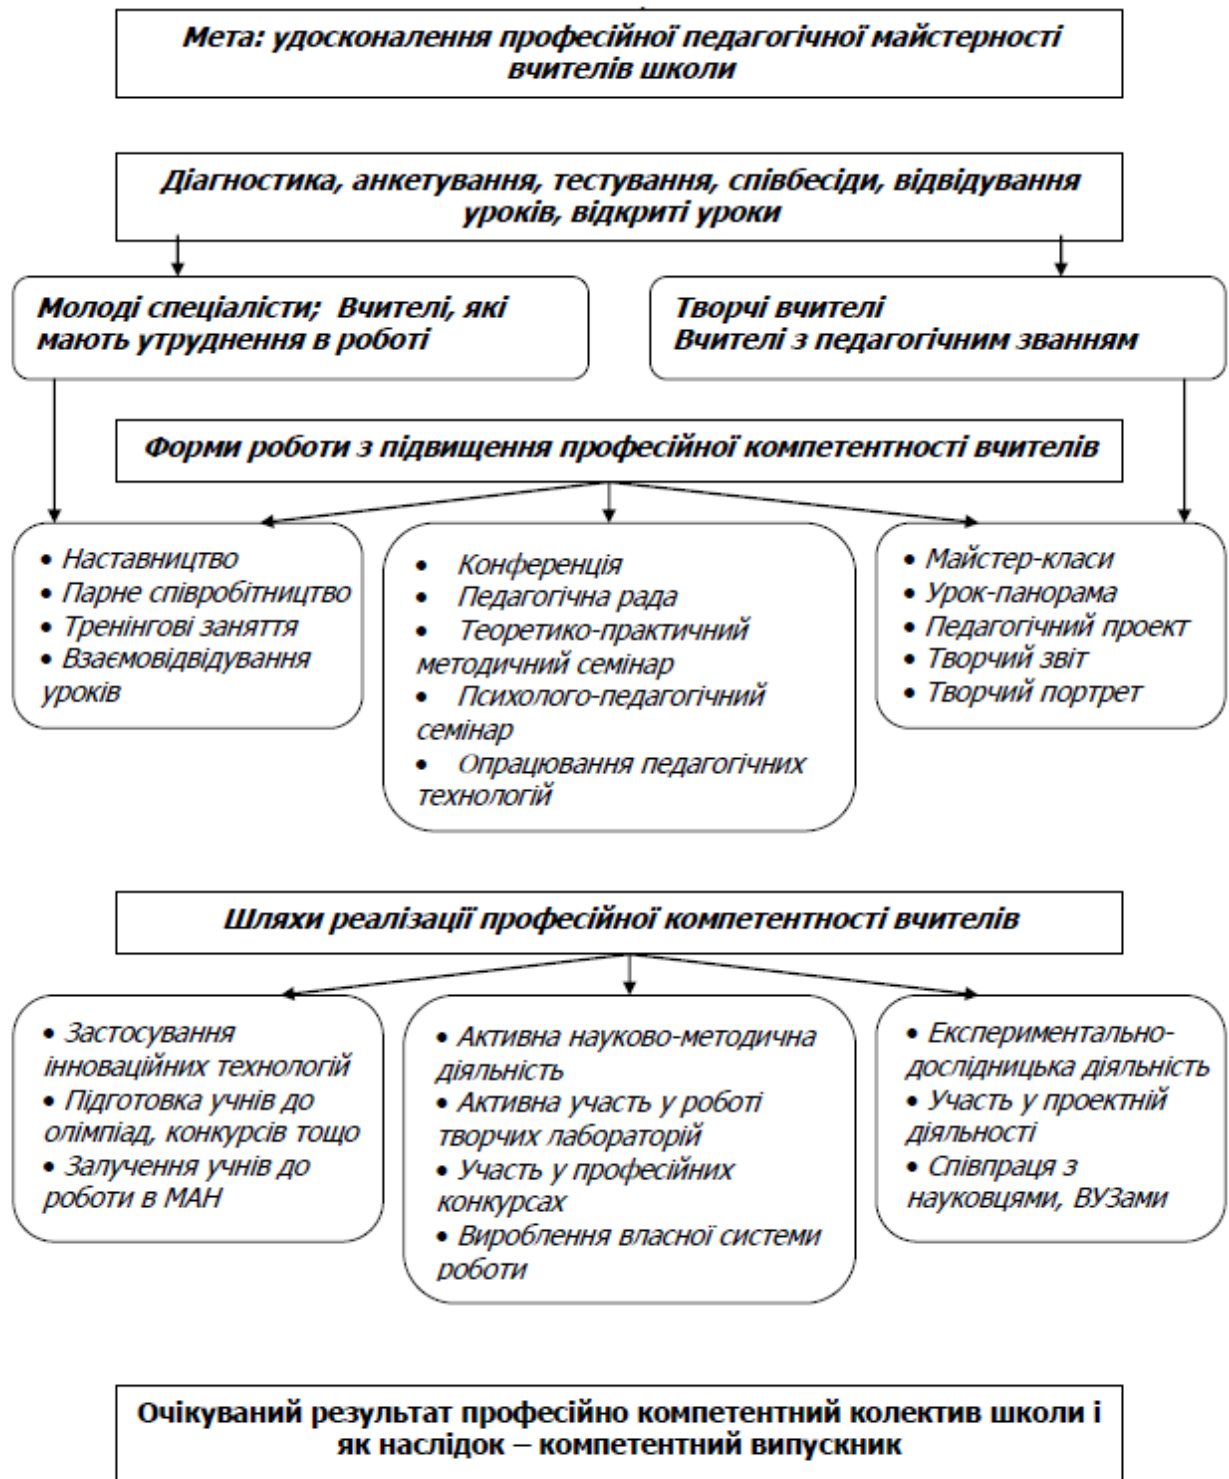 Мета: удосконалення професійної педагогічної майстерності
вчителів школи
Діагностика, анкетування, тестування, співбесіди, відвідування
уроків, відкриті уроки
Молоді спеціалісти; Вчителі, які
мають утруднення в роботі
Творчі вчителі
Вчителі з педагогічним званням
Форми роботи з підвищення професійної компетентності вчителів
• Наставництво
• Парне співробітництво
• Тренінгові заняття
• Взаємовідвідування
уроків
• Конференція
• Педагогічна рада
• Теоретико-практичний
методичний семінар
• Психолого-педагогічний
семінар
• Опрацювання педагогічних
технологій
• Майстер-класи
• Урок-панорама
• Педагогічний проект
• Творчий звіт
• Творчий портрет
Шляхи реалізації професійної компетентності вчителів
• Застосування
інноваційних технологій
• Підготовка учнів до
олімпіад, конкурсів тощо
• Залучення учнів до
роботи в МАН
• Активна науково-методична
діяльність
• Активна участь у роботі
творчих лабораторій
• Участь у професійних
конкурсах
• Вироблення власної системи
роботи
• Експериментально-
дослідницька діяльність
• Участь у проектній
діяльності
• Співпраця з
науковцями, ВУЗами
Очікуваний результат професійно компетентний колектив школи і
як наслідок – компетентний випускник